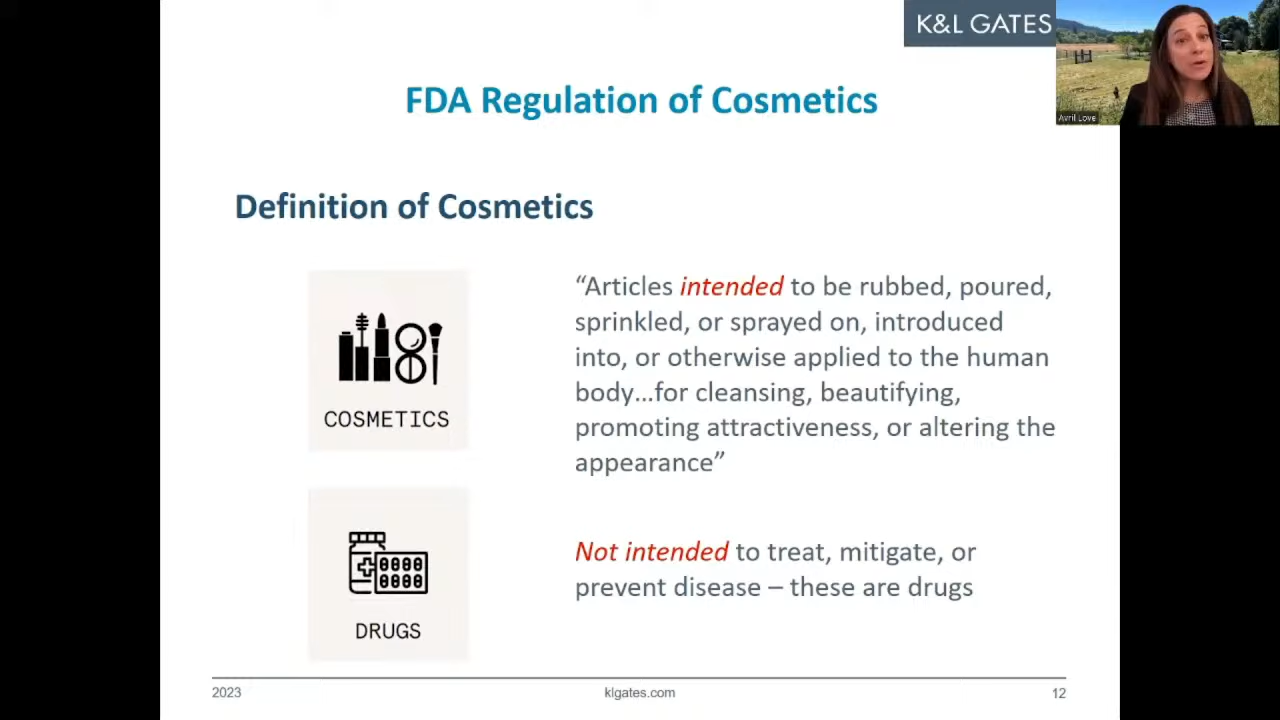 K&L GATES
Avril Love
FDA Regulation of Cosmetics
Definition of Cosmetics
COSMETICS
“Articles intended to be rubbed, poured,
sprinkled, or sprayed on, introduced
into, or otherwise applied to the human
body…for cleansing, beautifying,
promoting attractiveness, or altering the
appearance”
DRUGS
Not intended to treat, mitigate, or
prevent disease – these are drugs
2023
klgates.com
12